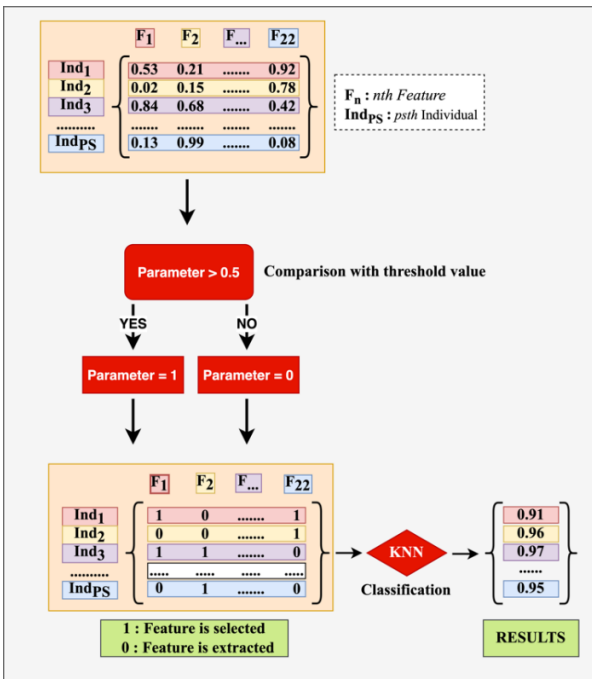 F1 F2 F... F22
Ind1 0.53 0.21 ....... 0.92
Ind2 0.02 0.15 ....... 0.78
Ind3 0.84 0.68 ....... 0.42
.......... ....... ....... ....... .......
IndPS 0.13 0.99 ....... 0.08
Fn : nth Feature
IndPS : psth Individual
Parameter > 0.5
Comparison with threshold value
YES NO
Parameter = 1 Parameter = 0
F1 F2 F... F22
Ind1 1 0 ....... 1
Ind2 0 0 ....... 1
Ind3 1 1 ....... 0
.......... ..... ..... ..... .....
IndPS 0 1 ....... 0
KNN
Classification
0.91
0.96
0.97
......
0.95
1 : Feature is selected
0 : Feature is extracted
RESULTS